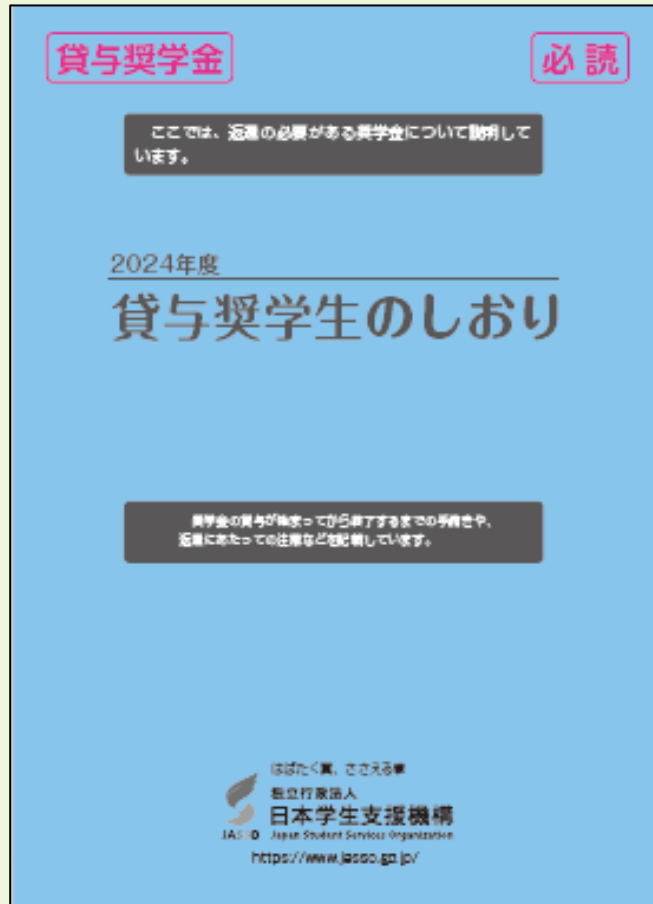 貸与奨学金
必読
ここでは、返還の必要がある奨学金について説明して
います。
2024年度
貸与奨学生のしおり
奨学金の貸与が始まってから終了するまでの手続きや、
返還にあたっての注意などを記載しています。
はばたく翼、ささえる夢
独立行政法人
日本学生支援機構
JASSO Japan Student Services Organization
https://www.jasso.go.jp/